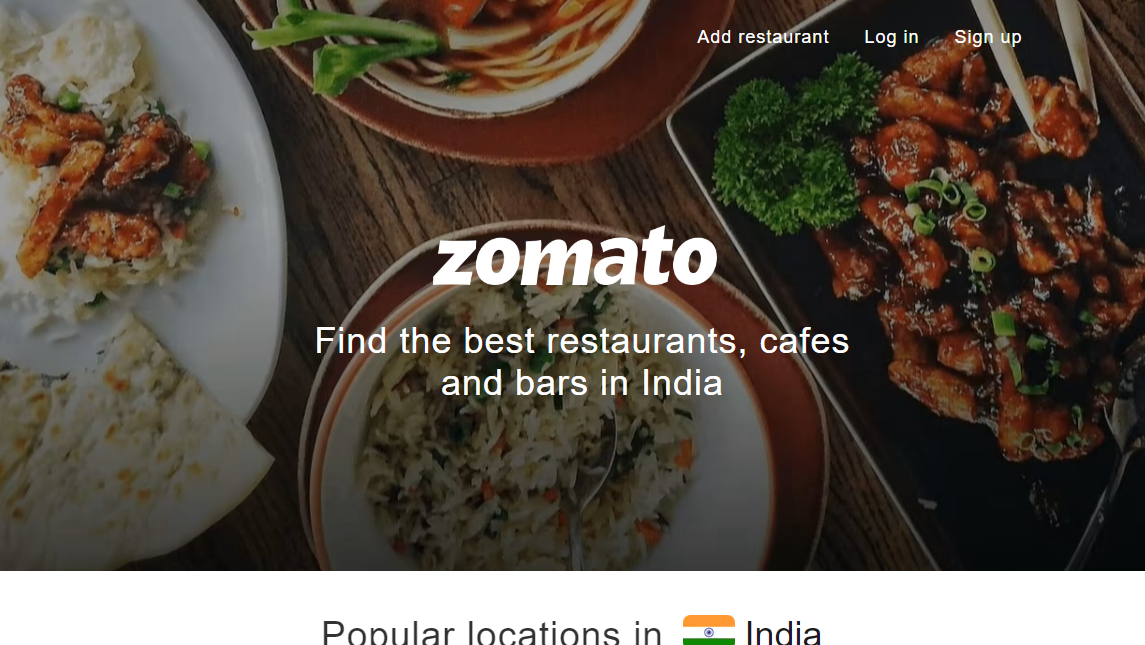 Add restaurant Log in Sign up
zomato
Find the best restaurants, cafes
and bars in India
Popular locations in India